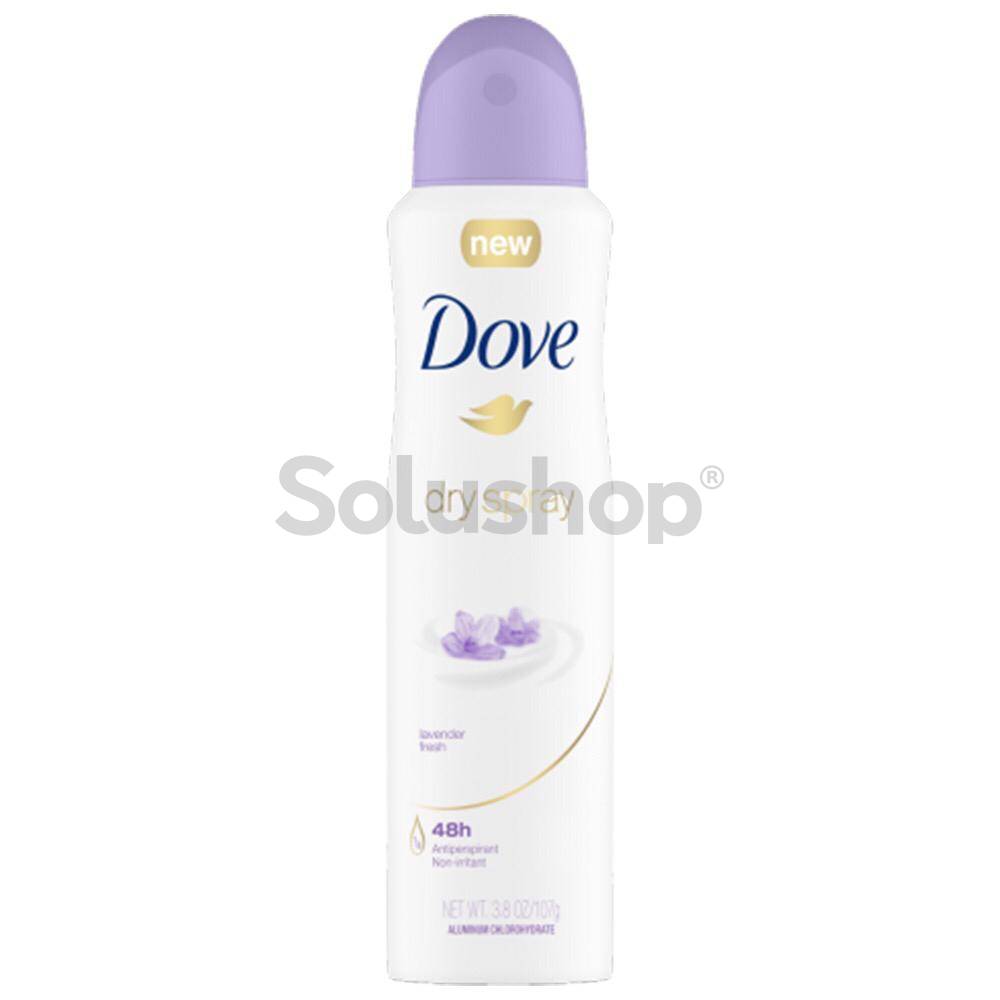 new
Dove
dry spray
Solushop®
lavender
fresh
48h
Antiperspirant
Non-irritant
NET WT. 3.8 OZ/107g
ALUMINUM CHLOROHYDRATE